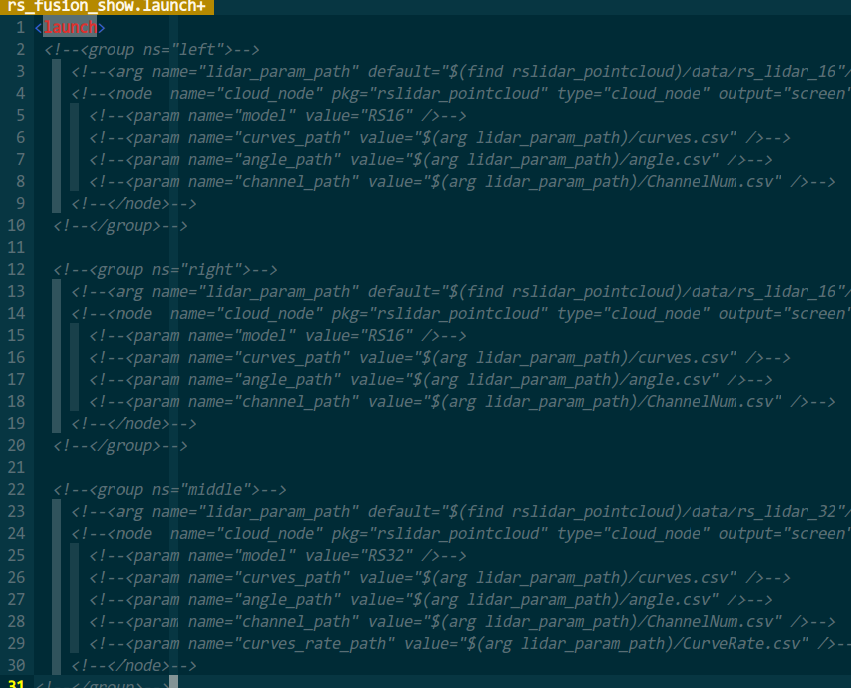 rs_fusion_show.launch+
1 <launch>
2 <!--<group ns="left">-->
3 <!--<arg name="lidar_param_path" default="$(find rslidar_pointcloud)/data/rs_lidar_16"/
4 <!--<node  name="cloud_node" pkg="rslidar_pointcloud" type="cloud_node" output="screen"
5 <!--<param name="model" value="RS16" />-->
6 <!--<param name="curves_path" value="$(arg lidar_param_path)/curves.csv" />-->
7 <!--<param name="angle_path" value="$(arg lidar_param_path)/angle.csv" />-->
8 <!--<param name="channel_path" value="$(arg lidar_param_path)/ChannelNum.csv" />-->
9 <!--</node>-->
10 <!--</group>-->
11
12 <!--<group ns="right">-->
13 <!--<arg name="lidar_param_path" default="$(find rslidar_pointcloud)/data/rs_lidar_16"/
14 <!--<node  name="cloud_node" pkg="rslidar_pointcloud" type="cloud_node" output="screen"
15 <!--<param name="model" value="RS16" />-->
16 <!--<param name="curves_path" value="$(arg lidar_param_path)/curves.csv" />-->
17 <!--<param name="angle_path" value="$(arg lidar_param_path)/angle.csv" />-->
18 <!--<param name="channel_path" value="$(arg lidar_param_path)/ChannelNum.csv" />-->
19 <!--</node>-->
20 <!--</group>-->
21
22 <!--<group ns="middle">-->
23 <!--<arg name="lidar_param_path" default="$(find rslidar_pointcloud)/data/rs_lidar_32"/
24 <!--<node  name="cloud_node" pkg="rslidar_pointcloud" type="cloud_node" output="screen"
25 <!--<param name="model" value="RS32" />-->
26 <!--<param name="curves_path" value="$(arg lidar_param_path)/curves.csv" />-->
27 <!--<param name="angle_path" value="$(arg lidar_param_path)/angle.csv" />-->
28 <!--<param name="channel_path" value="$(arg lidar_param_path)/ChannelNum.csv" />-->
29 <!--<param name="curves_rate_path" value="$(arg lidar_param_path)/CurveRate.csv" />--
30 <!--</node>-->
31 <!--</group>-->